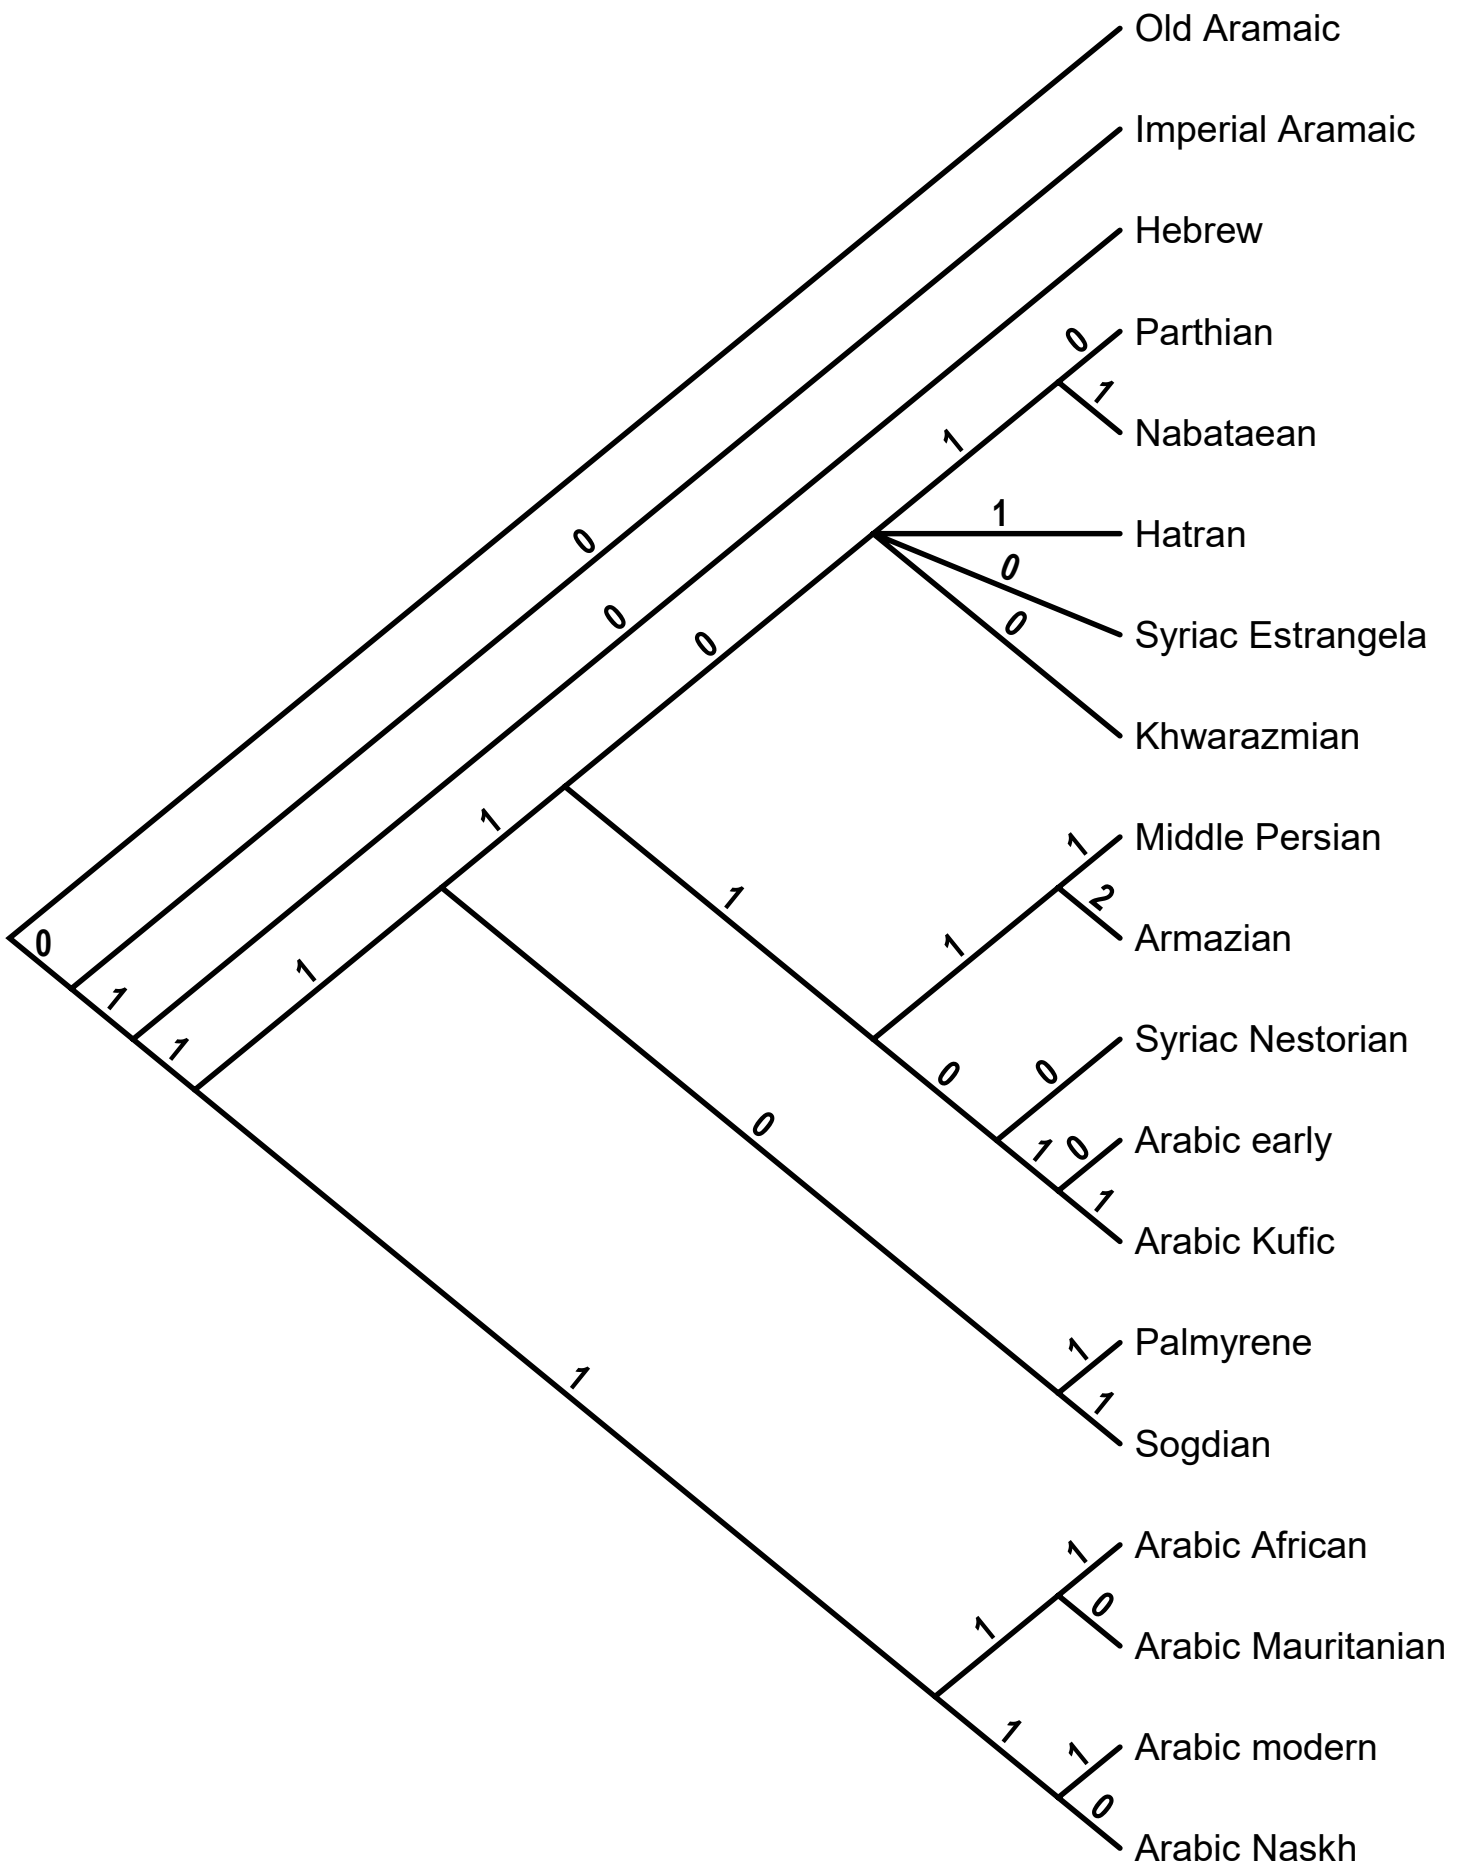 Old Aramaic
Imperial Aramaic
Hebrew
0
Parthian
1
Nabataean
1
1
Hatran
0
0
Syriac Estrangela
0
0
0
Khwarazmian
1
1
Middle Persian
1
2
Armazian
1
0
1
1
Syriac Nestorian
1
0
0
0
1
0
Arabic early
1
Arabic Kufic
1
Palmyrene
1
1
Sogdian
1
Arabic African
1
0
Arabic Mauritanian
1
1
Arabic modern
0
Arabic Naskh